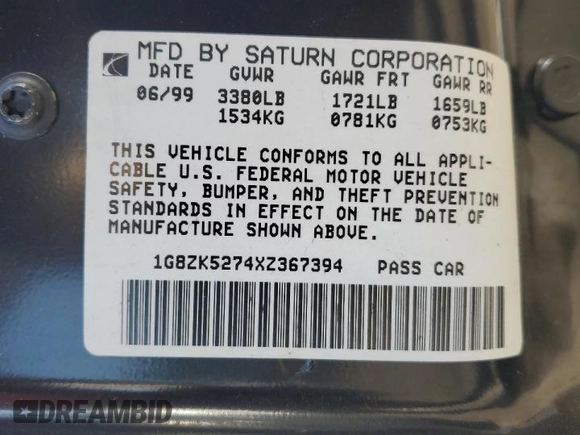 MFD BY SATURN CORPORATION
DATE GVWR GAWR FRT GAWR RR
06/99 3380LB 1721LB 1659LB
1534KG 0781KG 0753KG
THIS VEHICLE CONFORMS TO ALL APPLI-
CABLE U.S. FEDERAL MOTOR VEHICLE
SAFETY, BUMPER, AND THEFT PREVENTION
STANDARDS IN EFFECT ON THE DATE OF
MANUFACTURE SHOWN ABOVE.
1G8ZK5274XZ367394 PASS CAR
DREAMBID